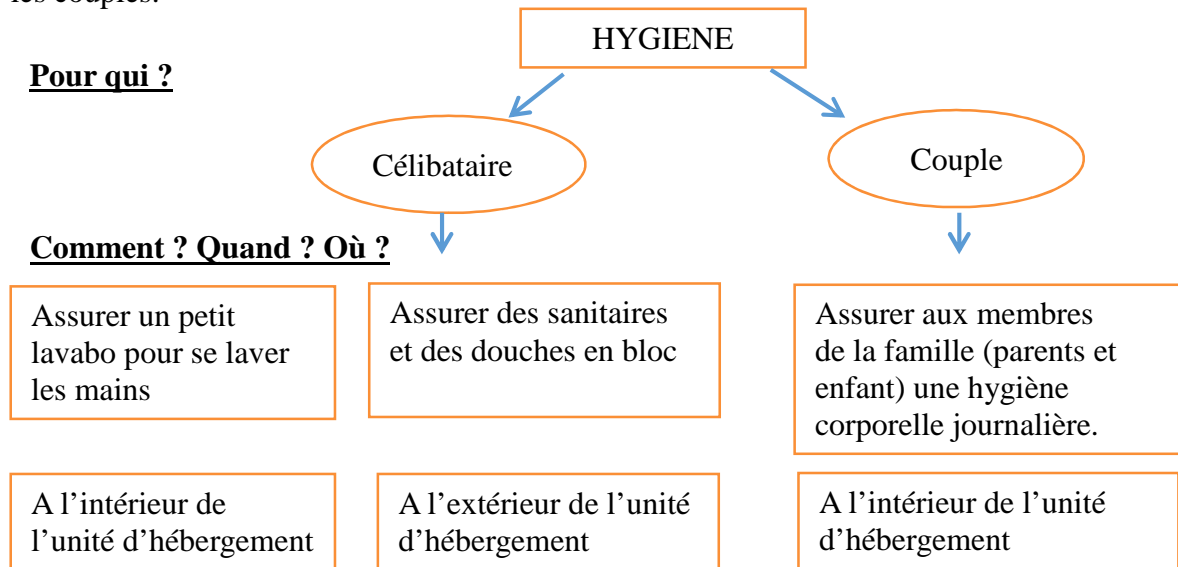 les couples.
HYGIENE
Pour qui ?
Célibataire
Couple
Comment ? Quand ? Où ?
Assurer un petit
lavabo pour se laver
les mains
Assurer des sanitaires
et des douches en bloc
Assurer aux membres
de la famille (parents et
enfant) une hygiène
corporelle journalière.
A l’intérieur de
l’unité d’hébergement
A l’extérieur de l’unité
d’hébergement
A l’intérieur de l’unité
d’hébergement